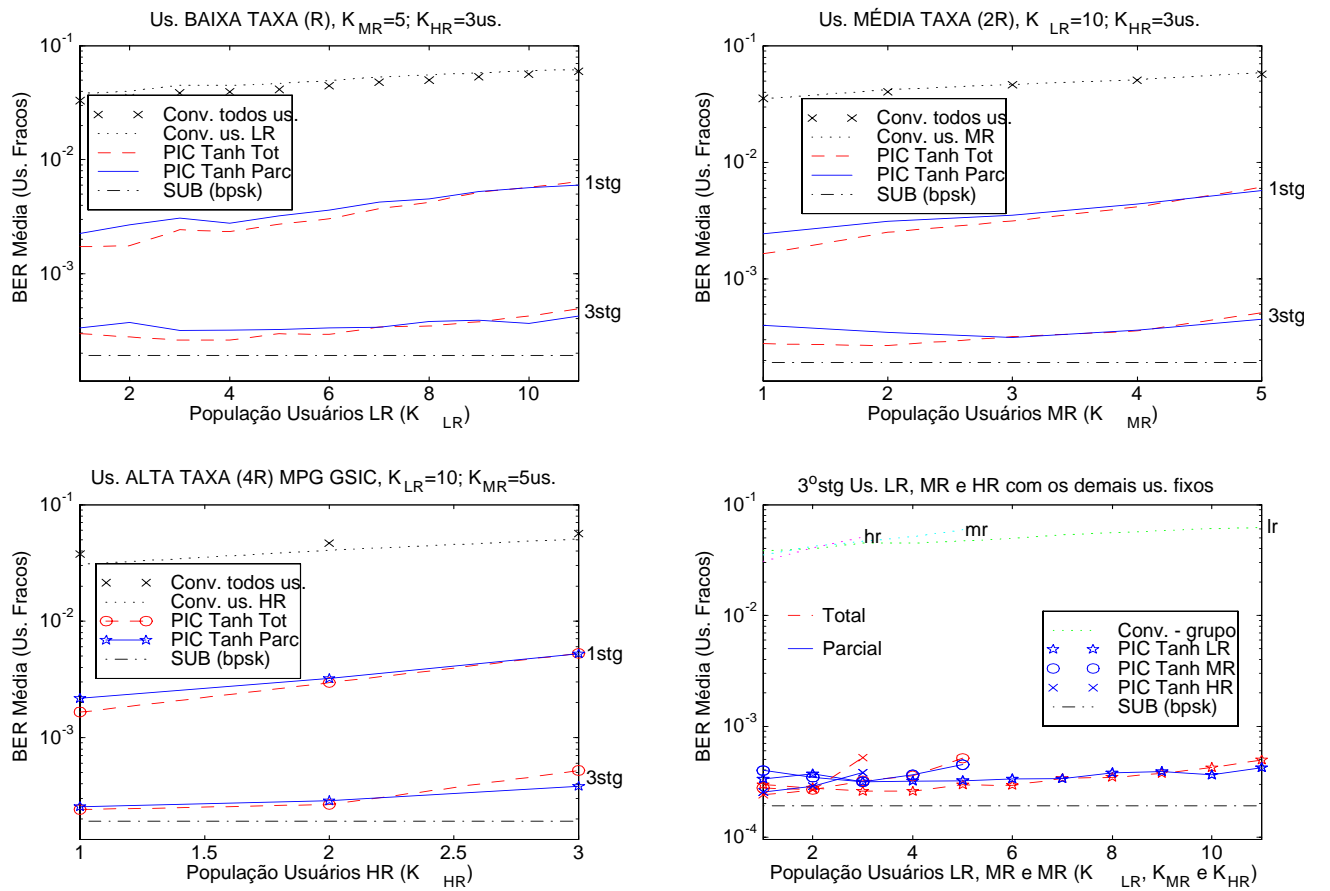 Us. BAIXA TAXA (R), K_MR=5; K_HR=3us.
10^-1
10^-2
10^-3
BER Média (Us. Fracos)
Conv. todos us.
Conv. us. LR
PIC Tanh Tot
PIC Tanh Parc
SUB (bpsk)
1stg
3stg
2 4 6 8 10
População Usuários LR (K_LR)
Us. MÉDIA TAXA (2R), K_LR=10; K_HR=3us.
10^-1
10^-2
10^-3
BER Média (Us. Fracos)
Conv. todos us.
Conv. us. MR
PIC Tanh Tot
PIC Tanh Parc
SUB (bpsk)
1stg
3stg
1 2 3 4 5
População Usuários MR (K_MR)
Us. ALTA TAXA (4R) MPG GSIC, K_LR=10; K_MR=5us.
10^-1
10^-2
10^-3
BER Média (Us. Fracos)
Conv. todos us.
Conv. us. HR
PIC Tanh Tot
PIC Tanh Parc
SUB (bpsk)
1stg
3stg
1 1.5 2 2.5 3
População Usuários HR (K_HR)
3^o stg Us. LR, MR e HR com os demais us. fixos
10^-1
10^-2
10^-3
10^-4
BER Média (Us. Fracos)
hr
mr
lr
Total
Parcial
Conv. - grupo
PIC Tanh LR
PIC Tanh MR
PIC Tanh HR
SUB (bpsk)
2 4 6 8 10
População Usuários LR, MR e MR (K_LR, K_MR e K_HR)